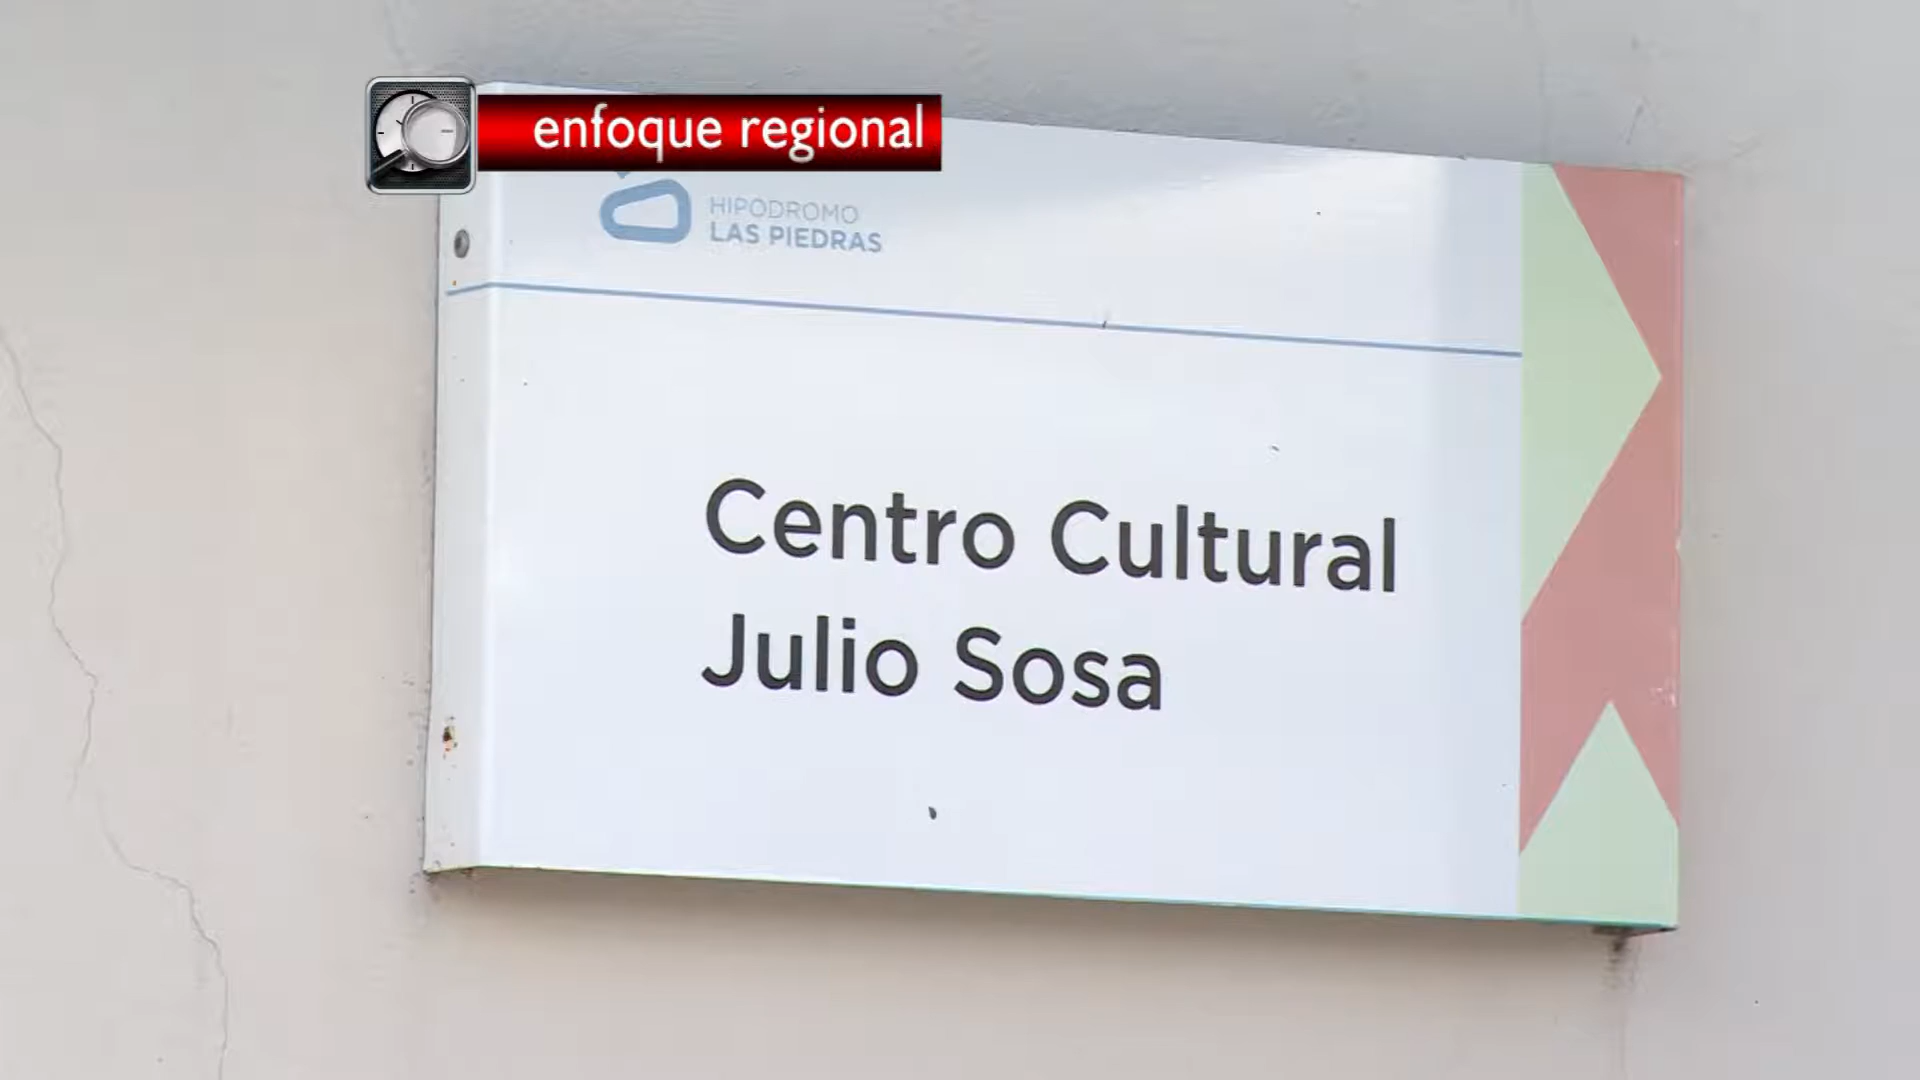 enfoque regional
HIPODROMO
LAS PIEDRAS
Centro Cultural
Julio Sosa